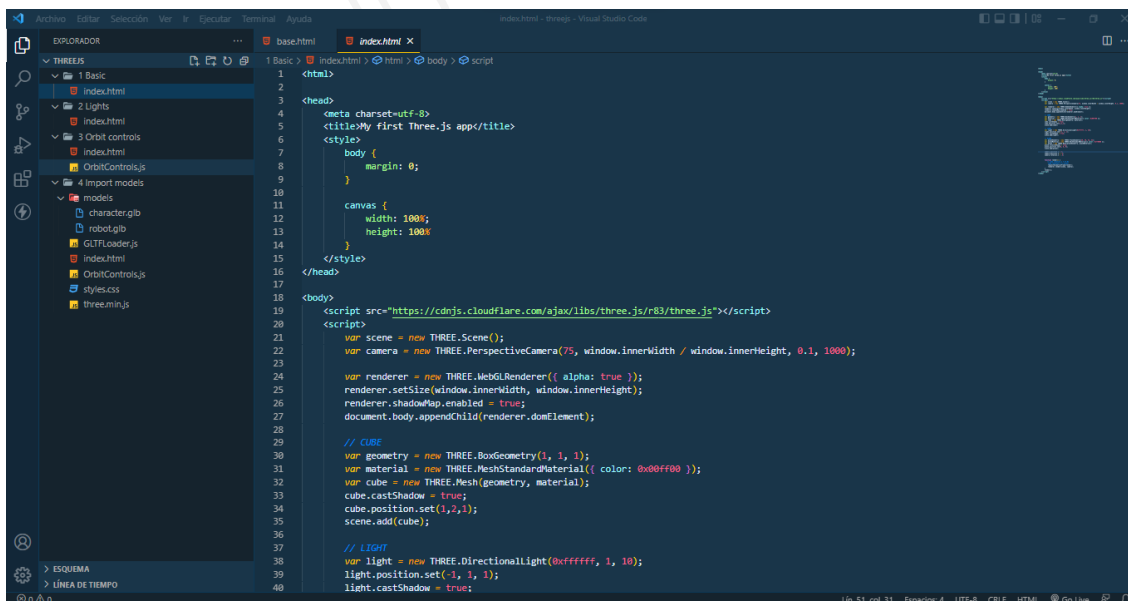 Archivo Editar Selección Ver Ir Ejecutar Terminal Ayuda
index.html - threejs - Visual Studio Code
EXPLORADOR
THREEJS
1 Basic
index.html
2 Lights
index.html
3 Orbit controls
index.html
OrbitControls.js
4 Import models
models
character.glb
robot.glb
GLTFLoader.js
index.html
OrbitControls.js
styles.css
three.min.js
ESQUEMA
LÍNEA DE TIEMPO
base.html
index.html
1 Basic > index.html > html > body > script
1 <html>
2
3 <head>
4 <meta charset=utf-8>
5 <title>My first Three.js app</title>
6 <style>
7 body {
8 margin: 0;
9 }
10
11 canvas {
12 width: 100%;
13 height: 100%
14 }
15 </style>
16 </head>
17
18 <body>
19 <script src="https://cdnjs.cloudflare.com/ajax/libs/three.js/r83/three.js"></script>
20 <script>
21 var scene = new THREE.Scene();
22 var camera = new THREE.PerspectiveCamera(75, window.innerWidth / window.innerHeight, 0.1, 1000);
23
24 var renderer = new THREE.WebGLRenderer({ alpha: true });
25 renderer.setSize(window.innerWidth, window.innerHeight);
26 renderer.shadowMap.enabled = true;
27 document.body.appendChild(renderer.domElement);
28
29 // CUBE
30 var geometry = new THREE.BoxGeometry(1, 1, 1);
31 var material = new THREE.MeshStandardMaterial({ color: 0x00ff00 });
32 var cube = new THREE.Mesh(geometry, material);
33 cube.castShadow = true;
34 cube.position.set(1,2,1);
35 scene.add(cube);
36
37 // LIGHT
38 var light = new THREE.DirectionalLight(0xffffff, 1, 10);
39 light.position.set(-1, 1, 1);
40 light.castShadow = true;
0 0 Lín. 51, col. 31 Espacios: 4 UTF-8 CRLF HTML Go Live